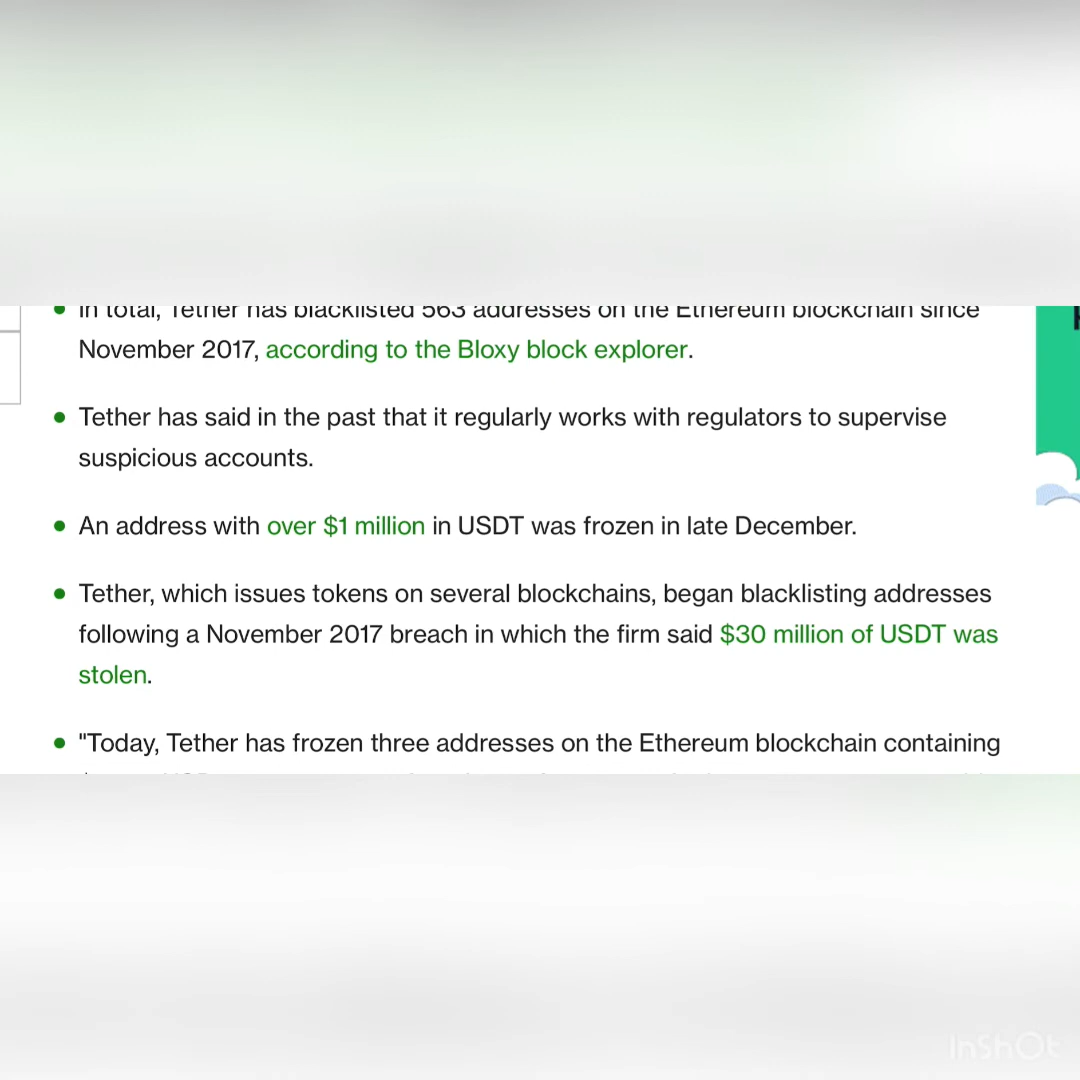 In total, Tether has blacklisted 563 addresses on the Ethereum blockchain since
November 2017, according to the Bloxy block explorer.
Tether has said in the past that it regularly works with regulators to supervise
suspicious accounts.
An address with over $1 million in USDT was frozen in late December.
Tether, which issues tokens on several blockchains, began blacklisting addresses
following a November 2017 breach in which the firm said $30 million of USDT was
stolen.
"Today, Tether has frozen three addresses on the Ethereum blockchain containing
InShOt